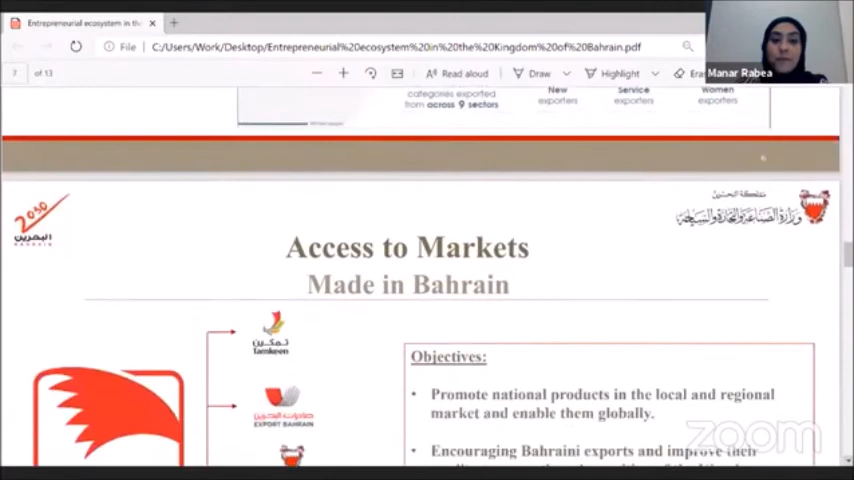 Entrepreneurial ecosystem in the
File
C:/Users/Work/Desktop/Entrepreneurial%20ecosystem%20in%20the%20Kingdom%20of%20Bahrain.pdf
7 of 13
Read aloud
Draw
Highlight
Manar Rabea
categories exported
from across 9 sectors
New
exporters
Service
exporters
Women
exporters
2030
البحرين
BAHRAIN
مملكة البحرين
وزارة الصناعة والتجارة والسياحة
Access to Markets
Made in Bahrain
تمكين
Tamkeen
صادرات البحرين
EXPORT BAHRAIN
Objectives:
• Promote national products in the local and regional
market and enable them globally.
• Encouraging Bahraini exports and improve their
zoom